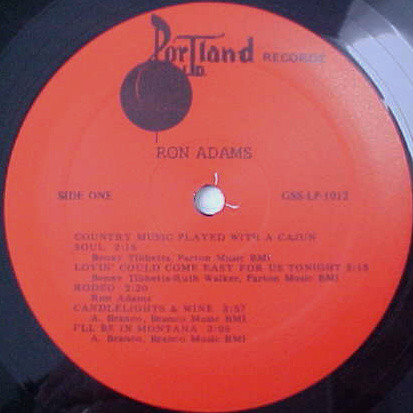 PortLand LTD. RECORDS
RON ADAMS
SIDE ONE GSS-LP-1012
COUNTRY MUSIC PLAYED WITH A CAJUN
SOUL 2:16
Benny Tibbetts, Parton Music BMI
LOVIN' COULD COME EASY FOR US TONIGHT 2:18
Benny Tibbetts-Ruth Walker, Parton Music BMI
RODEO 2:20
Ron Adams
CANDLELIGHTS & WINE 2:57
A. Branco, Branco Music BMI
I'LL BE IN MONTANA 2:08
A. Branco, Branco Music BMI